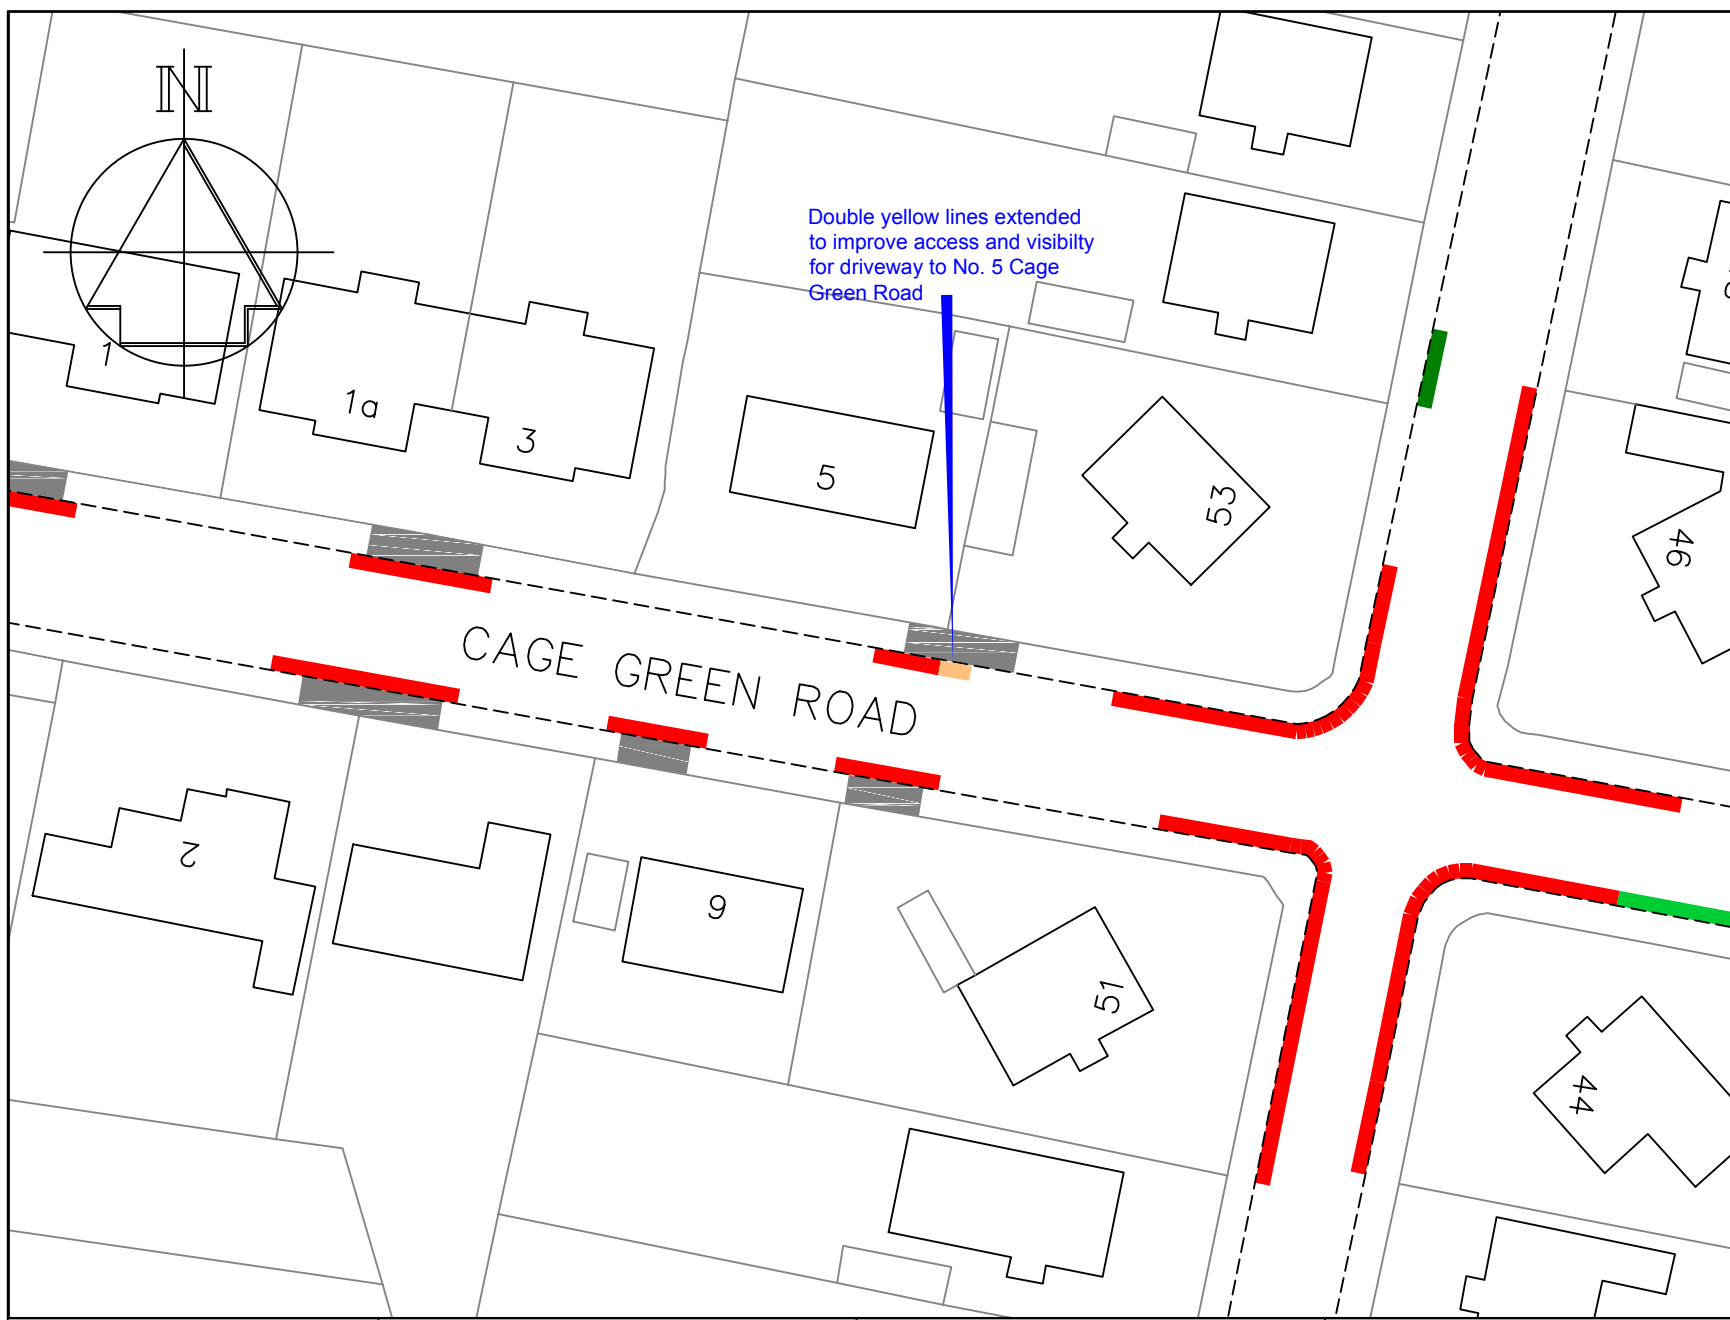 N
Double yellow lines extended
to improve access and visibilty
for driveway to No. 5 Cage
Green Road
1
1a
3
5
53
46
CAGE GREEN ROAD
2
9
51
44